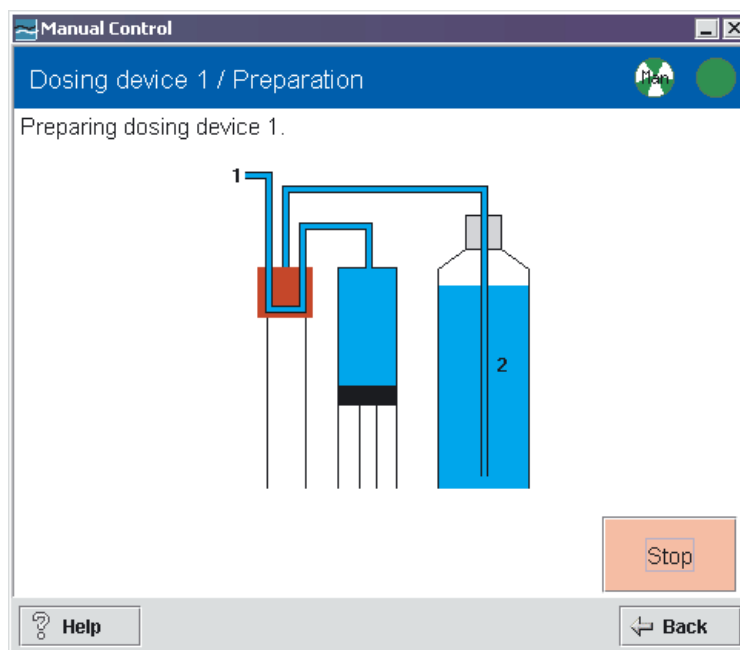 Manual Control
Dosing device 1 / Preparation
Man
Preparing dosing device 1.
1
2
Stop
? Help
Back